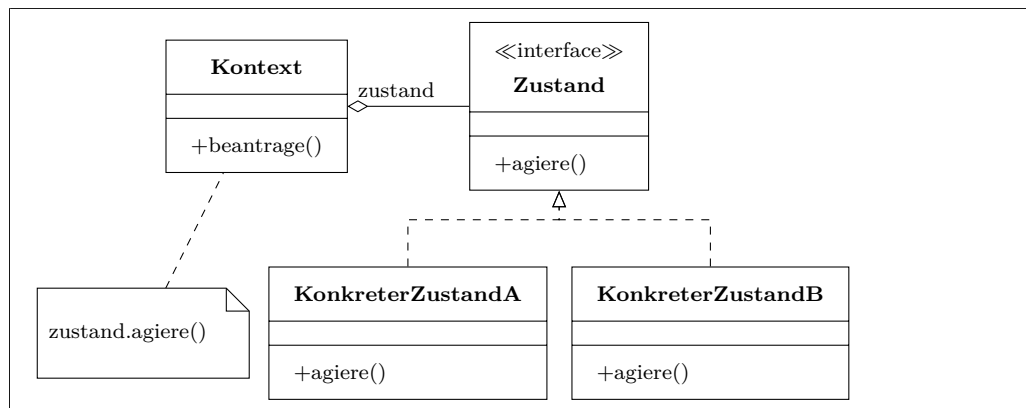 Kontext
+beantrage()
zustand
≪interface≫
Zustand
+agiere()
zustand.agiere()
KonkreterZustandA
+agiere()
KonkreterZustandB
+agiere()